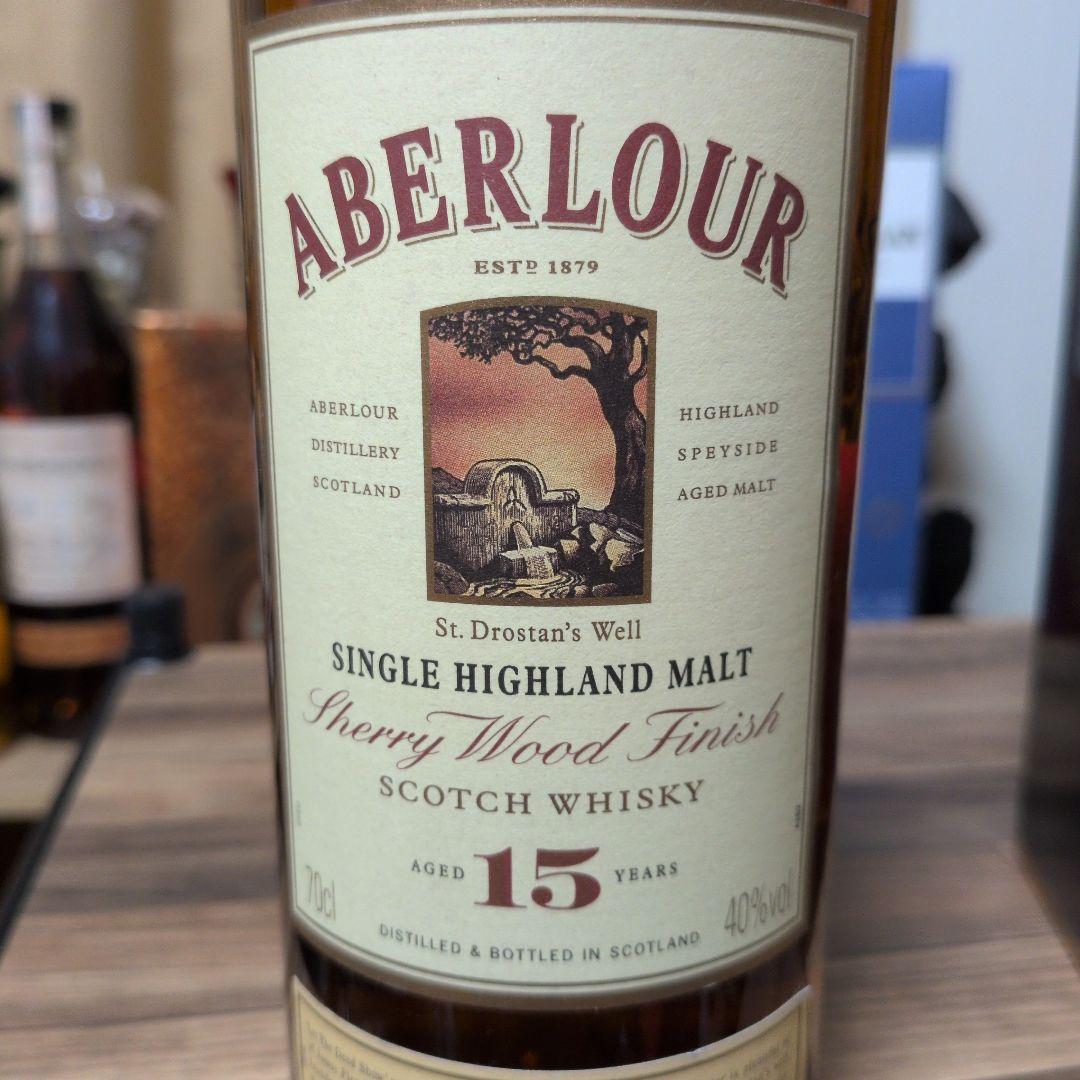 ABERLOUR
ESTD 1879
ABERLOUR
DISTILLERY
SCOTLAND
HIGHLAND
SPEYSIDE
AGED MALT
St. Drostan's Well
SINGLE HIGHLAND MALT
Sherry Wood Finish
SCOTCH WHISKY
AGED 15 YEARS
70cl
40%vol
DISTILLED & BOTTLED IN SCOTLAND